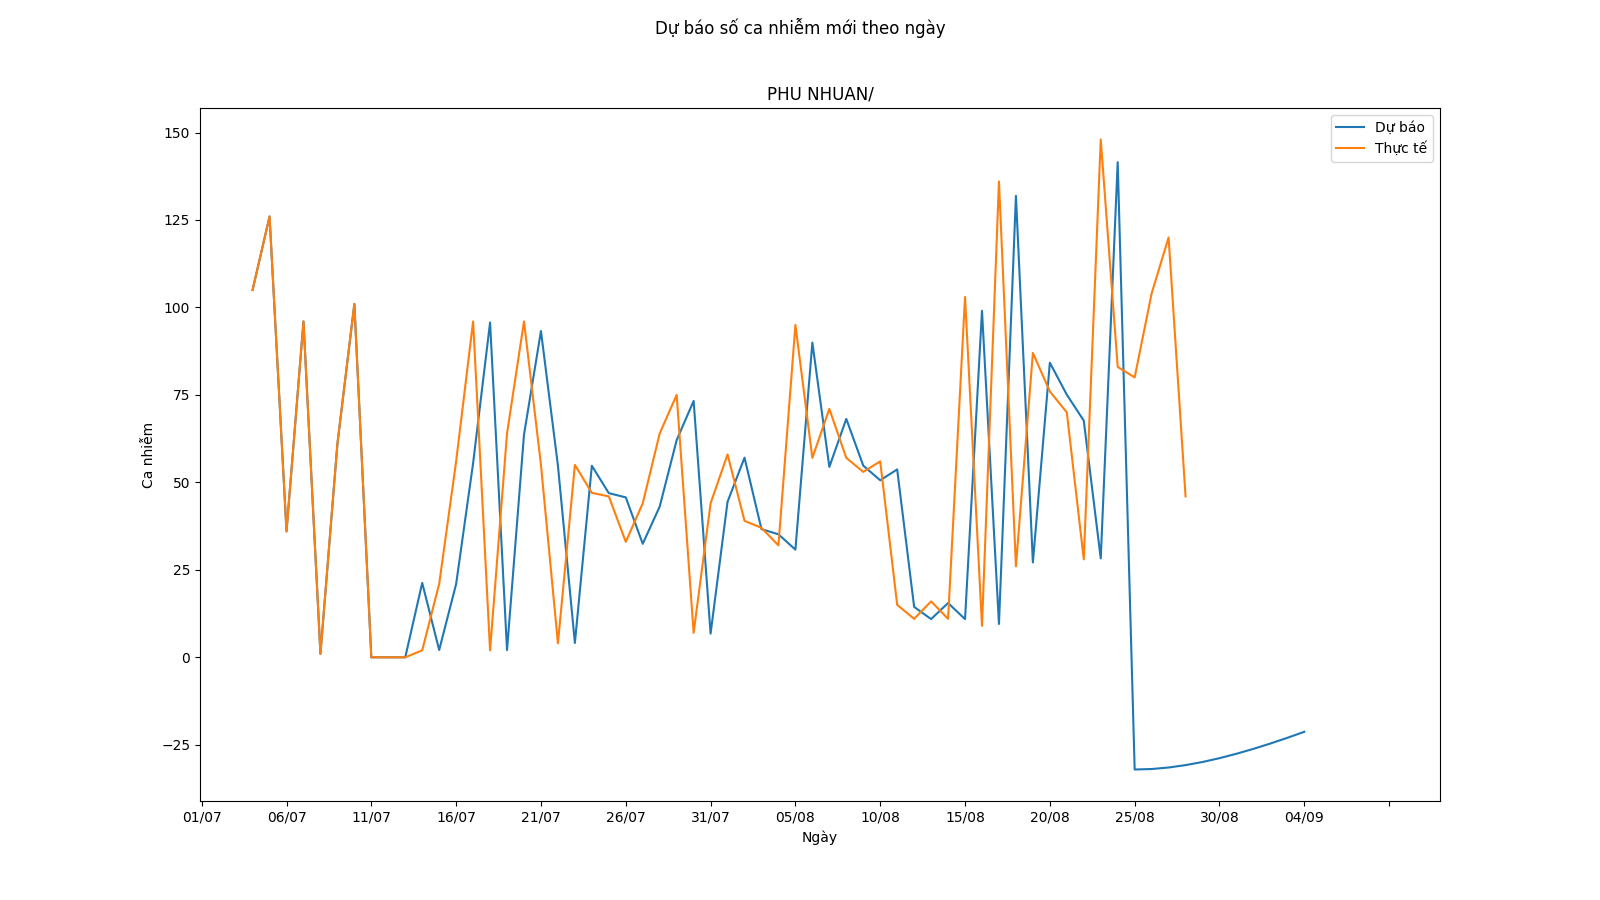 Dự báo số ca nhiễm mới theo ngày
PHU NHUAN/
Dự báo
Thực tế
150
125
100
75
50
25
0
−25
Ca nhiễm
01/07 06/07 11/07 16/07 21/07 26/07 31/07 05/08 10/08 15/08 20/08 25/08 30/08 04/09
Ngày